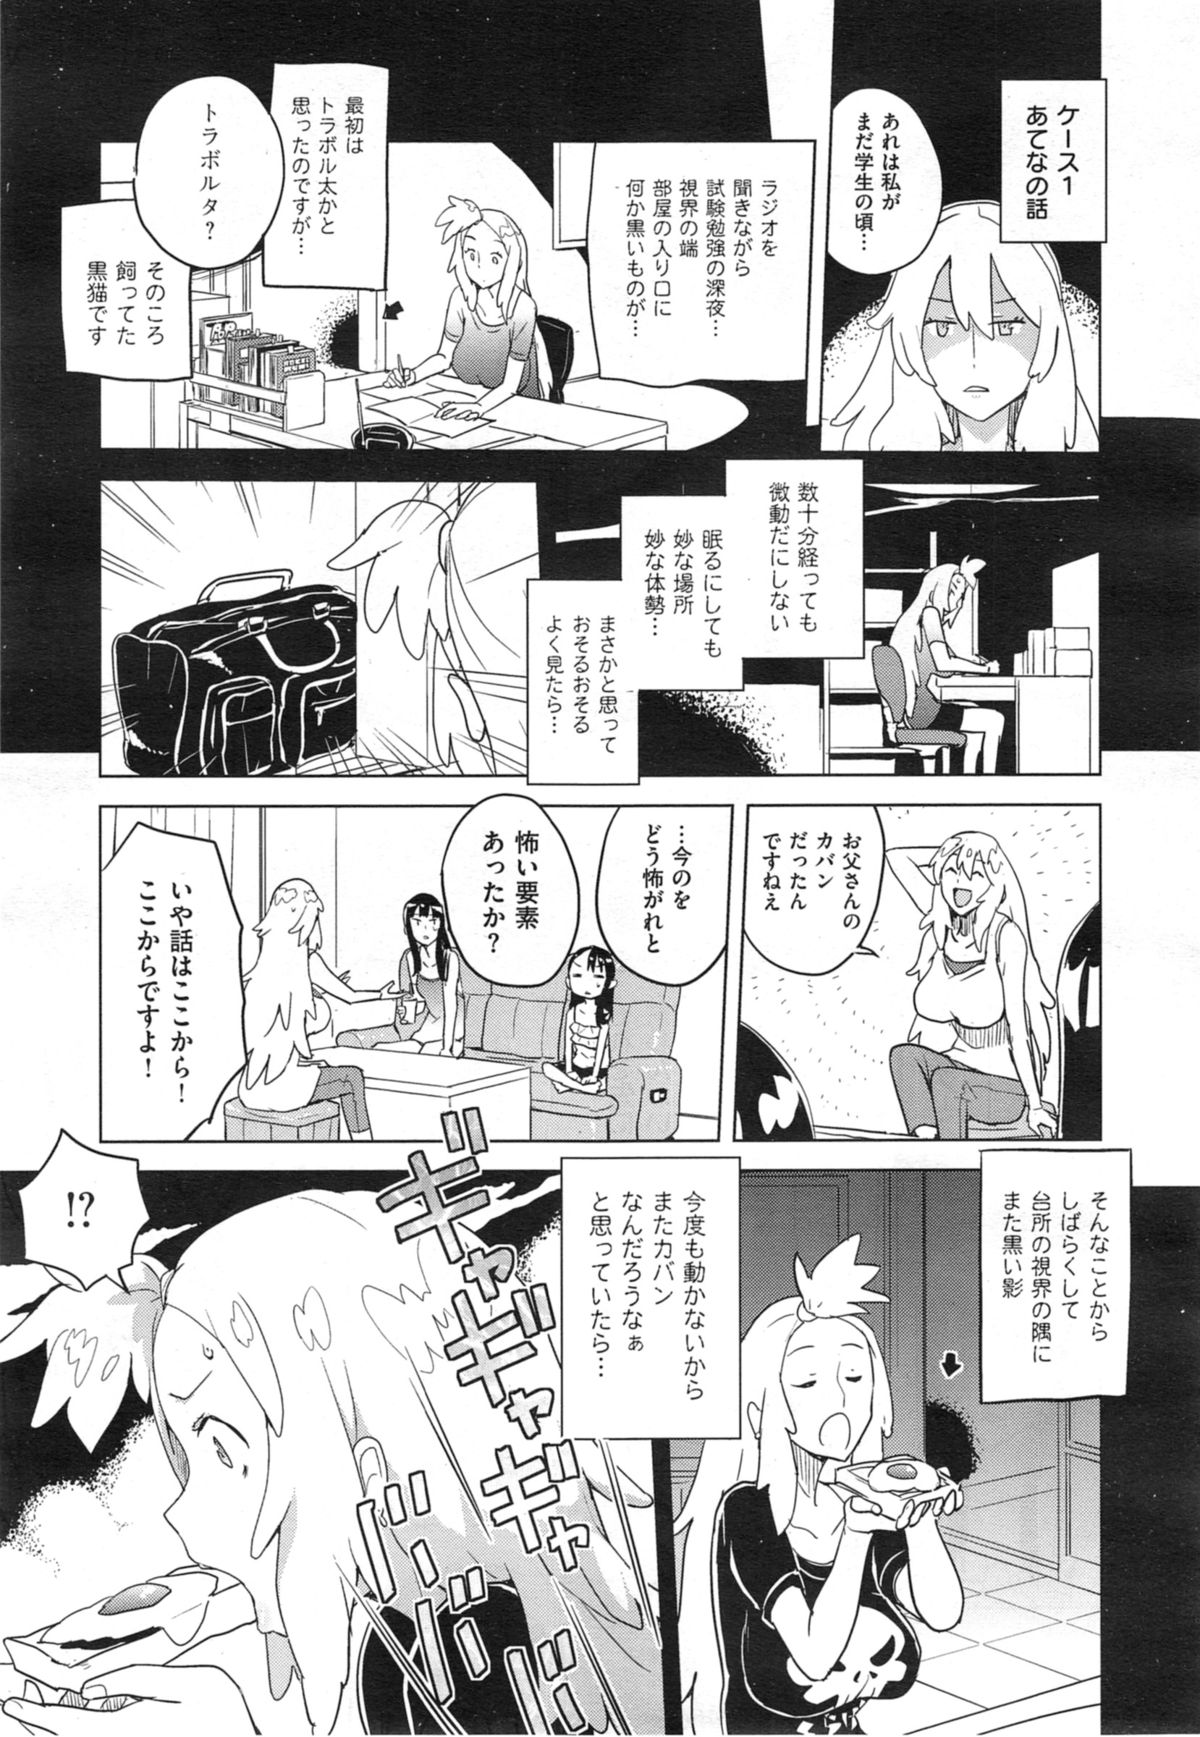 ケース1
あてなの話
あれは私が
まだ学生の頃…
ラジオを
聞きながら
試験勉強の深夜…
視界の端
部屋の入り口に
何か黒いものが…
最初は
トラボル太かと
思ったのですが…
トラボルタ？
そのころ
飼ってた
黒猫です
数十分経っても
微動だにしない
眠るにしても
妙な場所
妙な体勢…
まさかと思って
おそるおそる
よく見たら…
お父さんの
カバン
だったん
ですねえ
…今のを
どう怖がれと
怖い要素
あったか？
いや話はここから！
ここからですよ！
そんなことから
しばらくして
台所の視界の隅に
また黒い影
今度も動かないから
またカバン
なんだろうなぁ
と思っていたら…
ギャギャギャギャ
ドドドド
!?